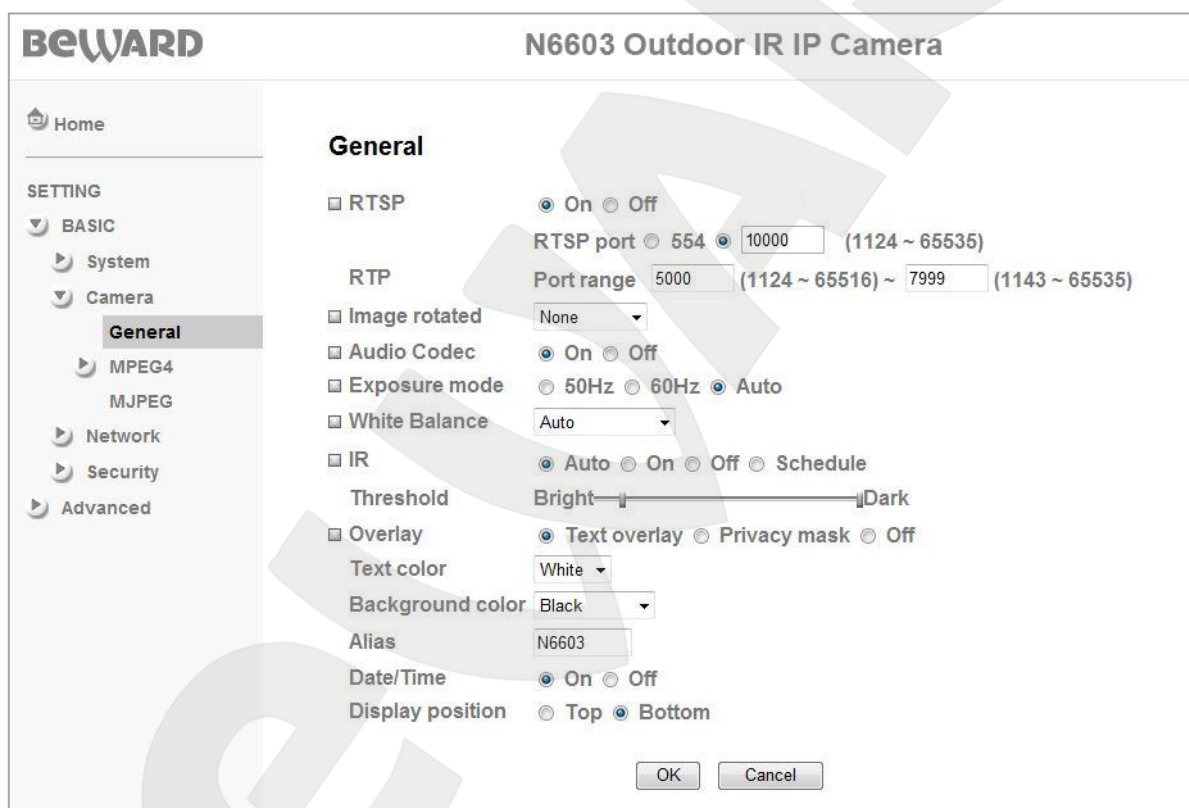 BEWARD
N6603 Outdoor IR IP Camera
Home
SETTING
BASIC
System
Camera
General
MPEG4
MJPEG
Network
Security
Advanced
General
RTSP On Off
RTSP port 554 10000 (1124 ~ 65535)
RTP Port range 5000 (1124 ~ 65516) ~ 7999 (1143 ~ 65535)
Image rotated None
Audio Codec On Off
Exposure mode 50Hz 60Hz Auto
White Balance Auto
IR Auto On Off Schedule
Threshold Bright Dark
Overlay Text overlay Privacy mask Off
Text color White
Background color Black
Alias N6603
Date/Time On Off
Display position Top Bottom
OK Cancel